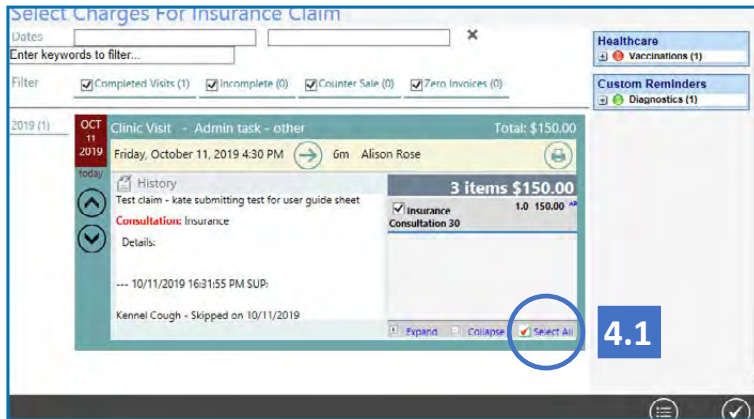 Select Charges For Insurance Claim
Dates
Enter keywords to filter...
Filter
Completed Visits (1) Incomplete (0) Counter Sale (0) Zero Invoices (0)
2019 (1)
OCT
11
2019
today
Clinic Visit - Admin task - other Total: $150.00
Friday, October 11, 2019 4:30 PM 6m Alison Rose
History
Test claim - kate submitting test for user guide sheet
Consultation: Insurance
Details:
--- 10/11/2019 16:31:55 PM SUP:
Kennel Cough - Skipped on 10/11/2019
3 items $150.00
Insurance 1.0 150.00
Consultation 30
Expand Collapse Select All
4.1
Healthcare
Vaccinations (1)
Custom Reminders
Diagnostics (1)